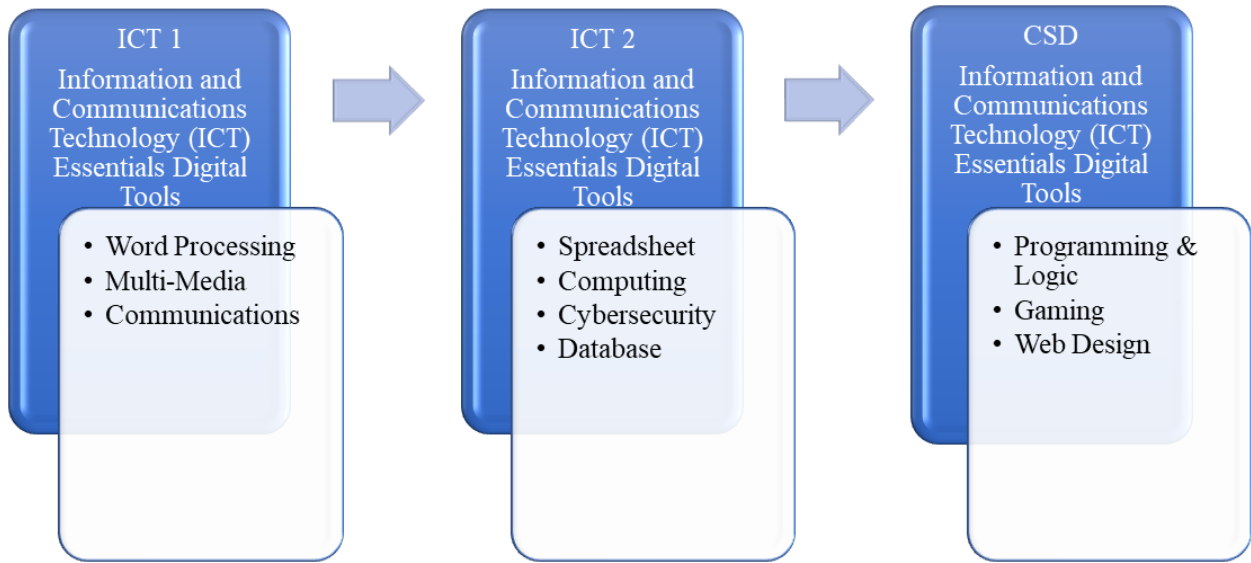 ICT 1
Information and
Communications
Technology (ICT)
Essentials Digital
Tools
• Word Processing
• Multi-Media
• Communications
ICT 2
Information and
Communications
Technology (ICT)
Essentials Digital
Tools
• Spreadsheet
• Computing
• Cybersecurity
• Database
CSD
Information and
Communications
Technology (ICT)
Essentials Digital
Tools
• Programming &
Logic
• Gaming
• Web Design